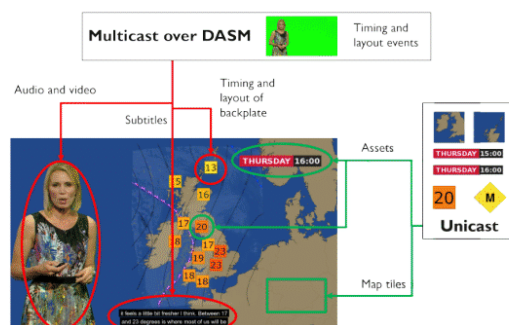 Multicast over DASM
Timing and
layout events
Audio and video
Subtitles
Timing and
layout of
backplate
THURSDAY 16:00
13
15
16
17
20
18
17
23
19
23
18
18
it feels a little bit fresher I think. Between 17
and 23 degrees is where most of us will be
Assets
Map tiles
THURSDAY 15:00
THURSDAY 16:00
20
M
Unicast